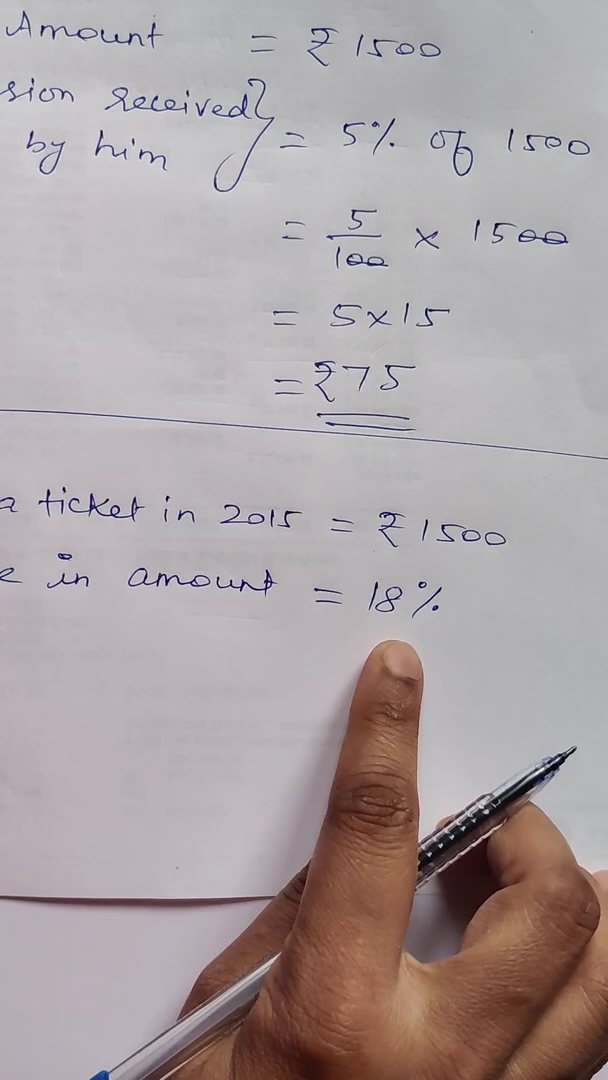 Amount = ₹ 1500
sion received
by him } = 5% of 1500
= 5/100 × 1500
= 5×15
= ₹75
a ticket in 2015 = ₹ 1500
e in amount = 18%